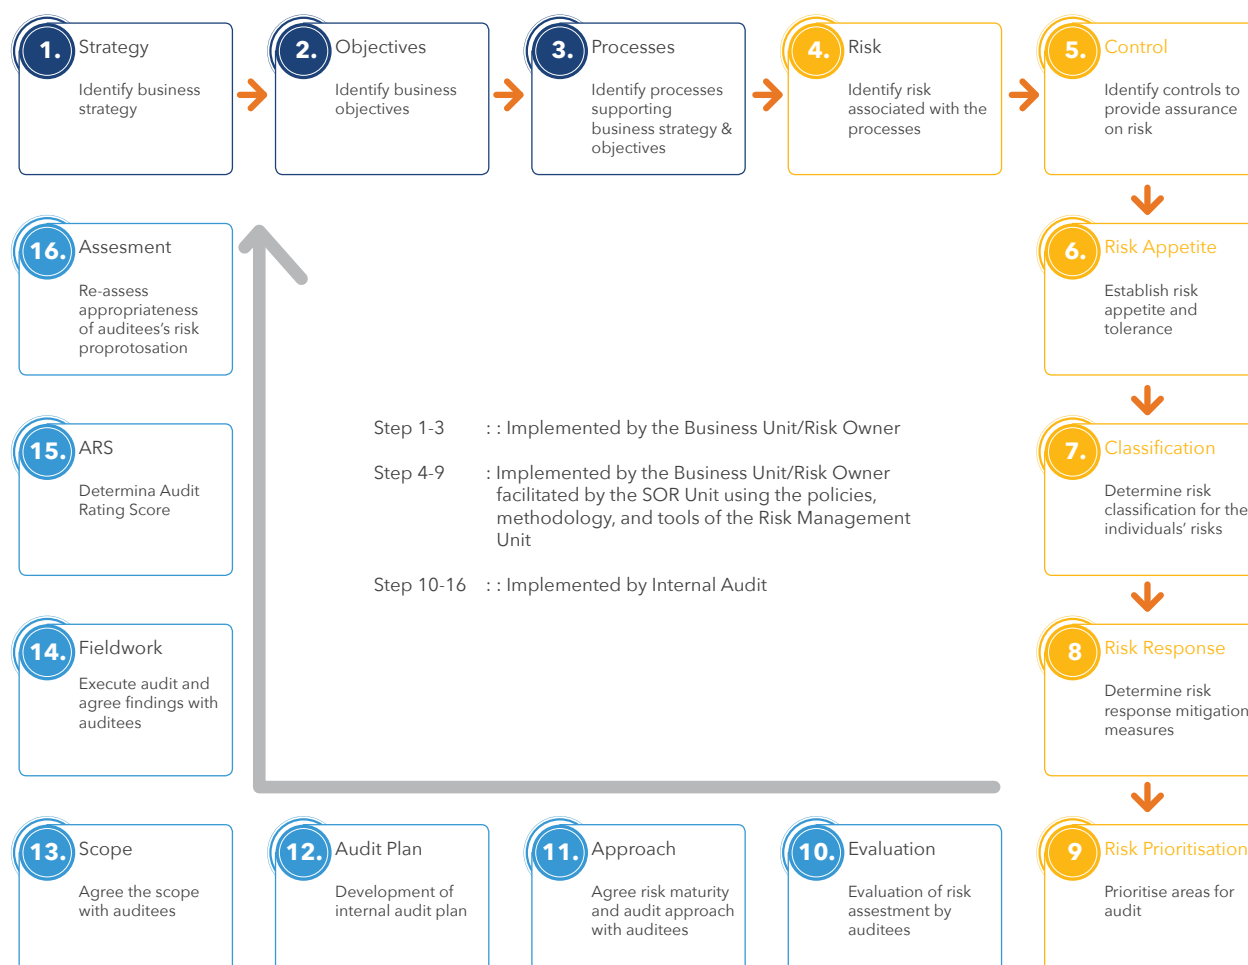 1.
Strategy
Identify business
strategy
2.
Objectives
Identify business
objectives
3.
Processes
Identify processes
supporting
business strategy &
objectives
4.
Risk
Identify risk
associated with the
processes
5.
Control
Identify controls to
provide assurance
on risk
6.
Risk Appetite
Establish risk
appetite and
tolerance
7.
Classification
Determine risk
classification for the
individuals' risks
8
Risk Response
Determine risk
response mitigation
measures
9
Risk Prioritisation
Prioritise areas for
audit
10.
Evaluation
Evaluation of risk
assestment by
auditees
11.
Approach
Agree risk maturity
and audit approach
with auditees
12.
Audit Plan
Development of
internal audit plan
13.
Scope
Agree the scope
with auditees
14.
Fieldwork
Execute audit and
agree findings with
auditees
15.
ARS
Determina Audit
Rating Score
16.
Assesment
Re-assess
appropriateness
of auditees's risk
proprotosation
Step 1-3 : : Implemented by the Business Unit/Risk Owner
Step 4-9 : Implemented by the Business Unit/Risk Owner
facilitated by the SOR Unit using the policies,
methodology, and tools of the Risk Management
Unit
Step 10-16 : : Implemented by Internal Audit